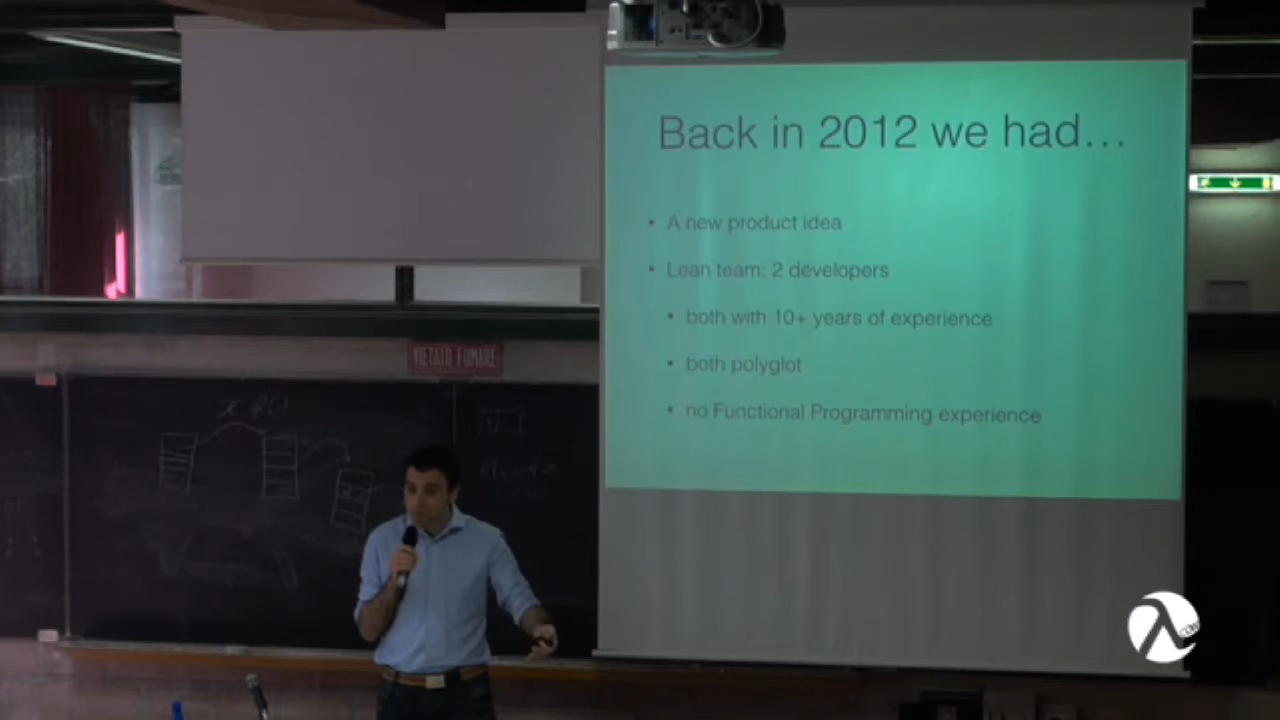 Back in 2012 we had...
• A new product idea
• Lean team: 2 developers
• both with 10+ years of experience
• both polyglot
• no Functional Programming experience
VIETATO FUMARE